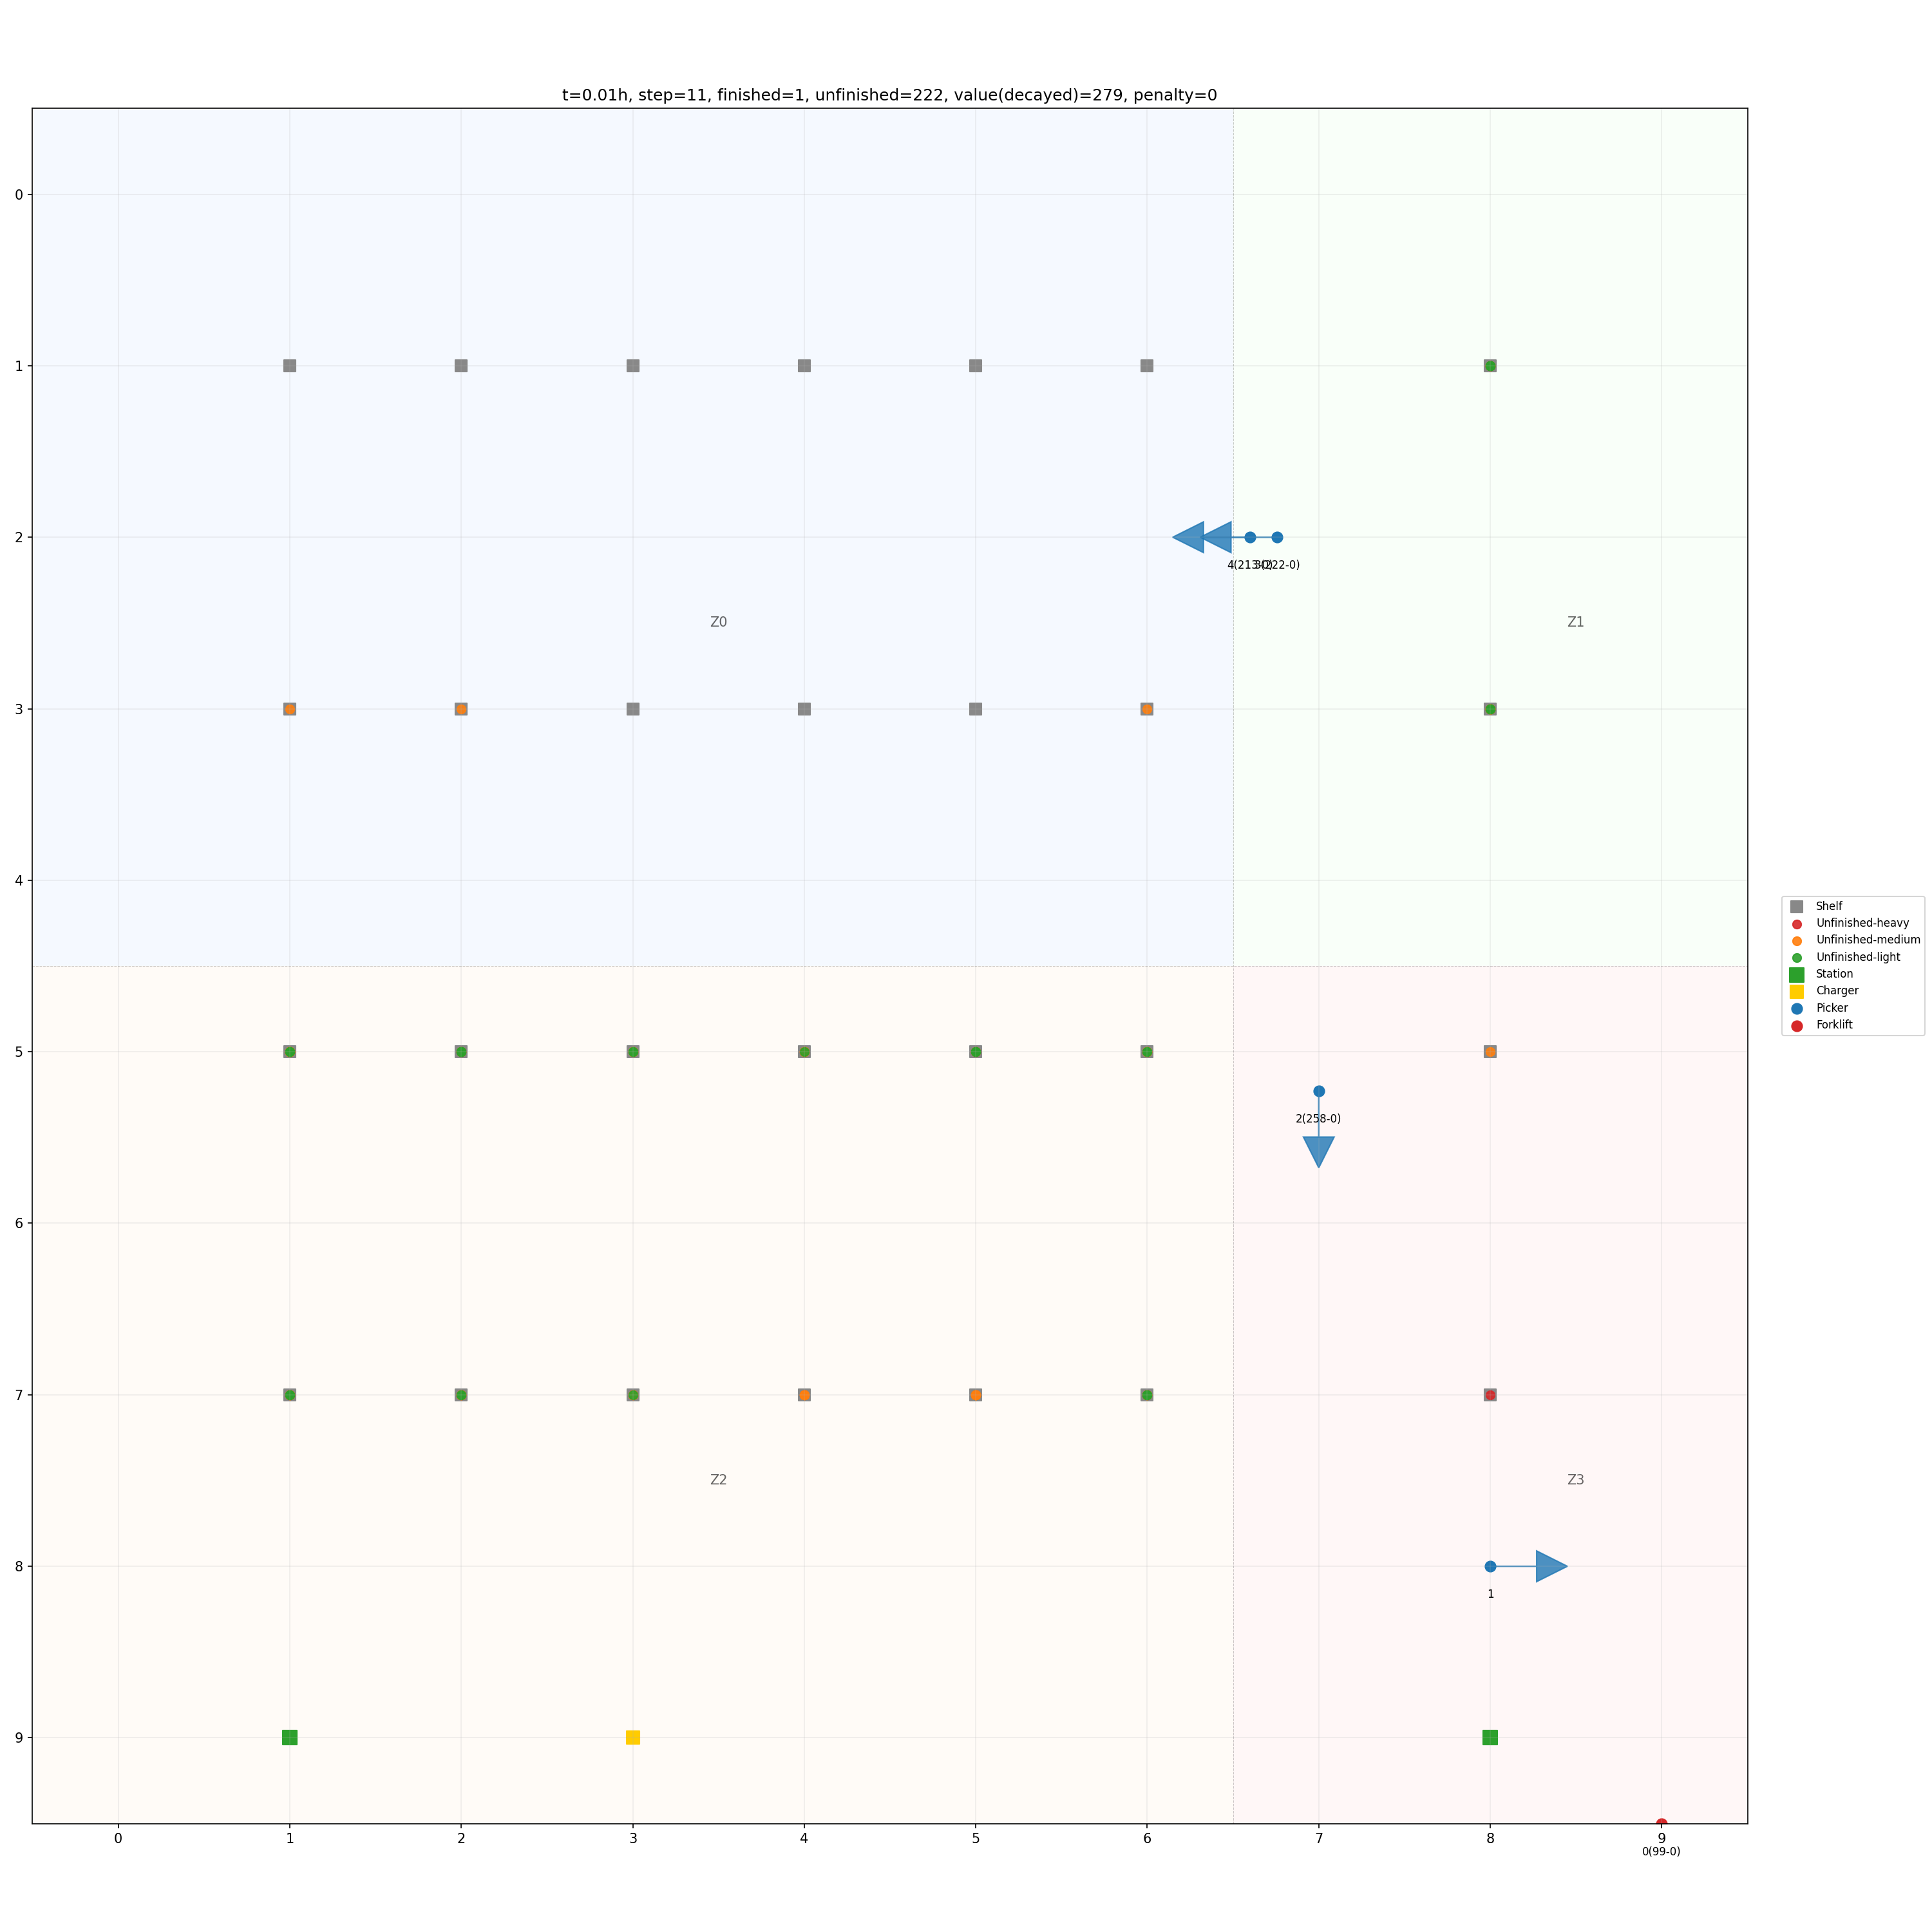 t=0.01h, step=11, finished=1, unfinished=222, value(decayed)=279, penalty=0
0
1
2
3
4
5
6
7
8
9
Z0
Z1
Z2
Z3
2(258-0)
1
0(99-0)
0 1 2 3 4 5 6 7 8 9
Shelf
Unfinished-heavy
Unfinished-medium
Unfinished-light
Station
Charger
Picker
Forklift